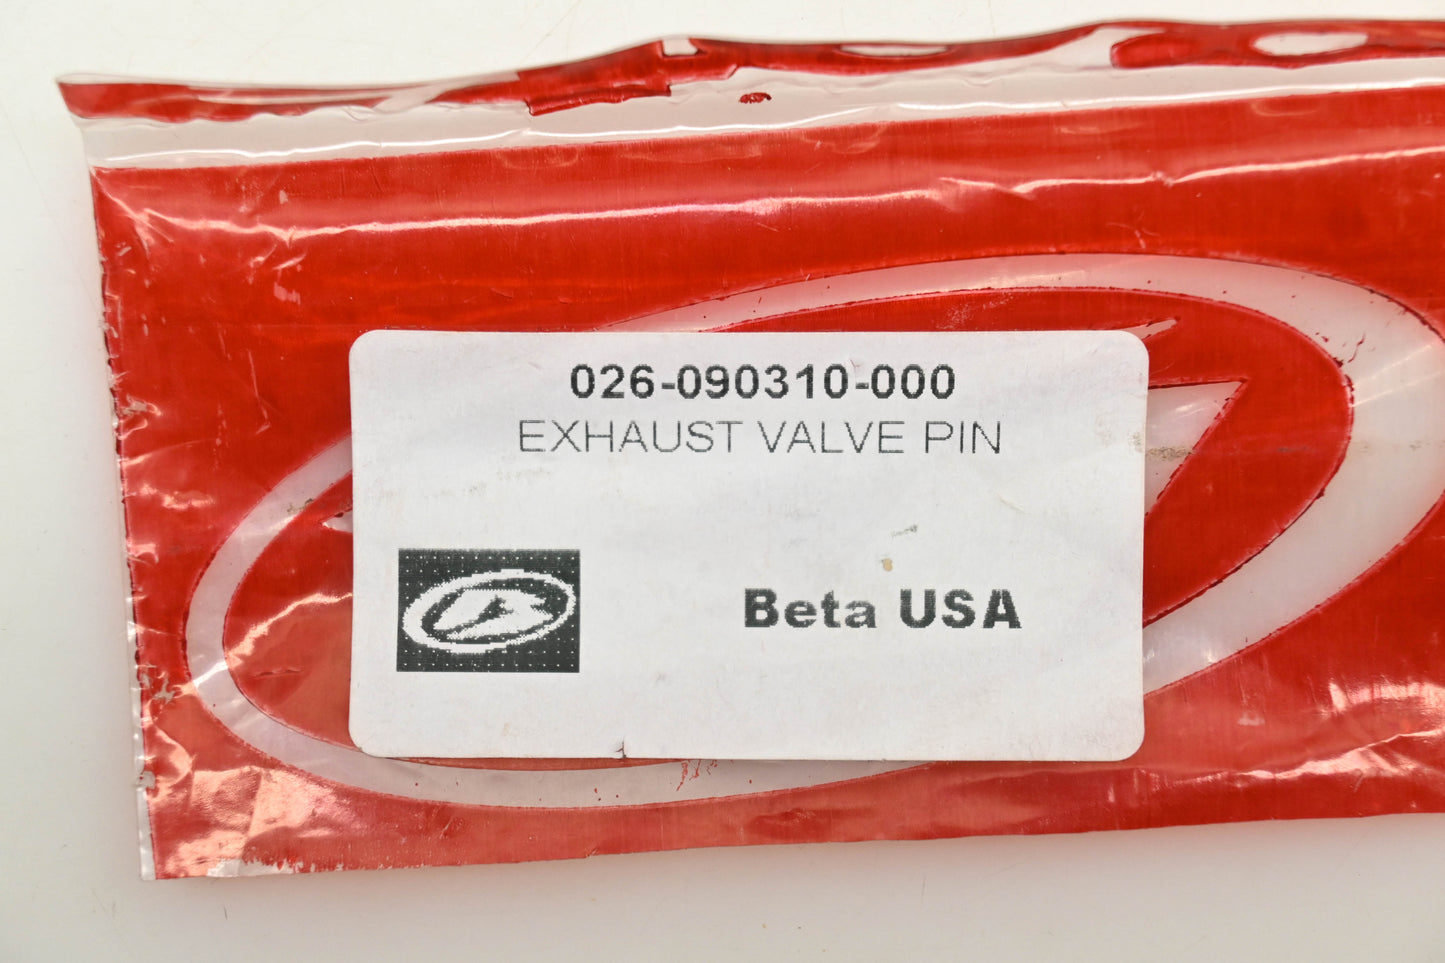 026-090310-000
EXHAUST VALVE PIN
Beta USA